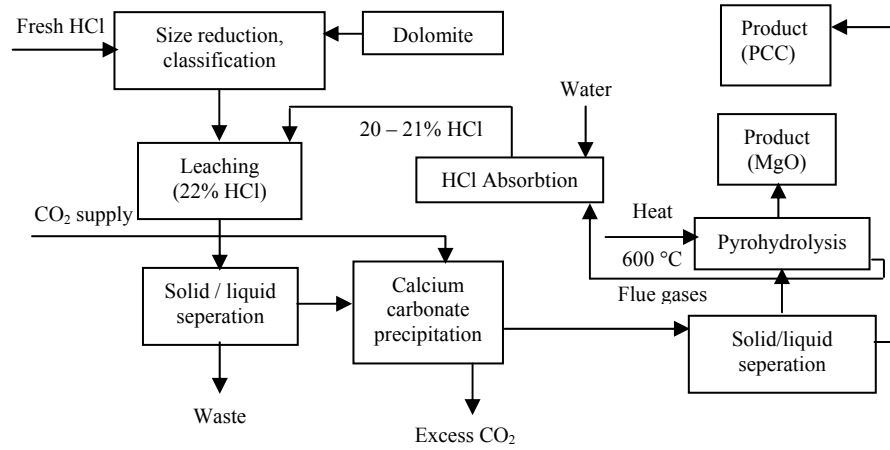 Fresh HCl
Size reduction,
classification
Dolomite
Product
(PCC)
Water
20 – 21% HCl
Leaching
(22% HCl)
HCl Absorbtion
Product
(MgO)
CO₂ supply
Heat
600 °C
Pyrohydrolysis
Flue gases
Solid / liquid
seperation
Calcium
carbonate
precipitation
Solid/liquid
seperation
Waste
Excess CO₂